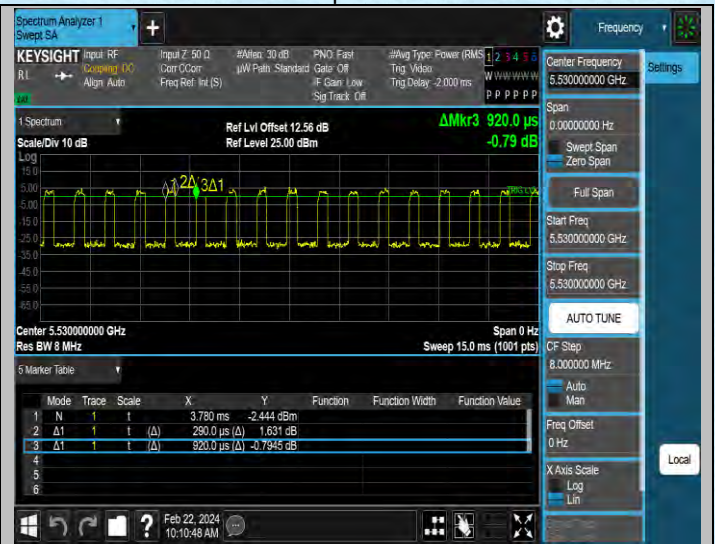 Spectrum Analyzer 1
Swept SA
+
Frequency
KEYSIGHT
RL
Input: RF
Coupling: DC
Align: Auto
Input Z: 50 Ω
Corr CCorr
Freq Ref: Int (S)
#Atten: 30 dB
µW Path: Standard
PNO: Fast
Gate: Off
IF Gain: Low
Sig Track: Off
#Avg Type: Power (RMS
Trig: Video
Trig Delay: -2.000 ms
1 2 3 4 5 6
W W W W W W
P P P P P P
Center Frequency
5.530000000 GHz
Settings
Span
0.00000000 Hz
Swept Span
Zero Span
Full Span
Start Freq
5.530000000 GHz
Stop Freq
5.530000000 GHz
AUTO TUNE
CF Step
8.000000 MHz
Auto
Man
Freq Offset
0 Hz
X Axis Scale
Log
Lin
Local
1 Spectrum
Scale/Div 10 dB
Ref Lvl Offset 12.56 dB
Ref Level 25.00 dBm
ΔMkr3 920.0 µs
-0.79 dB
Log
15.0
5.00
-5.00
-15.0
-25.0
-35.0
-45.0
-55.0
-65.0
2Δ1
3Δ1
Center 5.530000000 GHz
Res BW 8 MHz
Span 0 Hz
Sweep 15.0 ms (1001 pts)
5 Marker Table
Mode Trace Scale X Y Function Function Width Function Value
1 N 1 t 3.780 ms -2.444 dBm
2 Δ1 1 t (Δ) 290.0 µs (Δ) 1.631 dB
3 Δ1 1 t (Δ) 920.0 µs (Δ) -0.7945 dB
4
5
6
?
Feb 22, 2024
10:10:48 AM